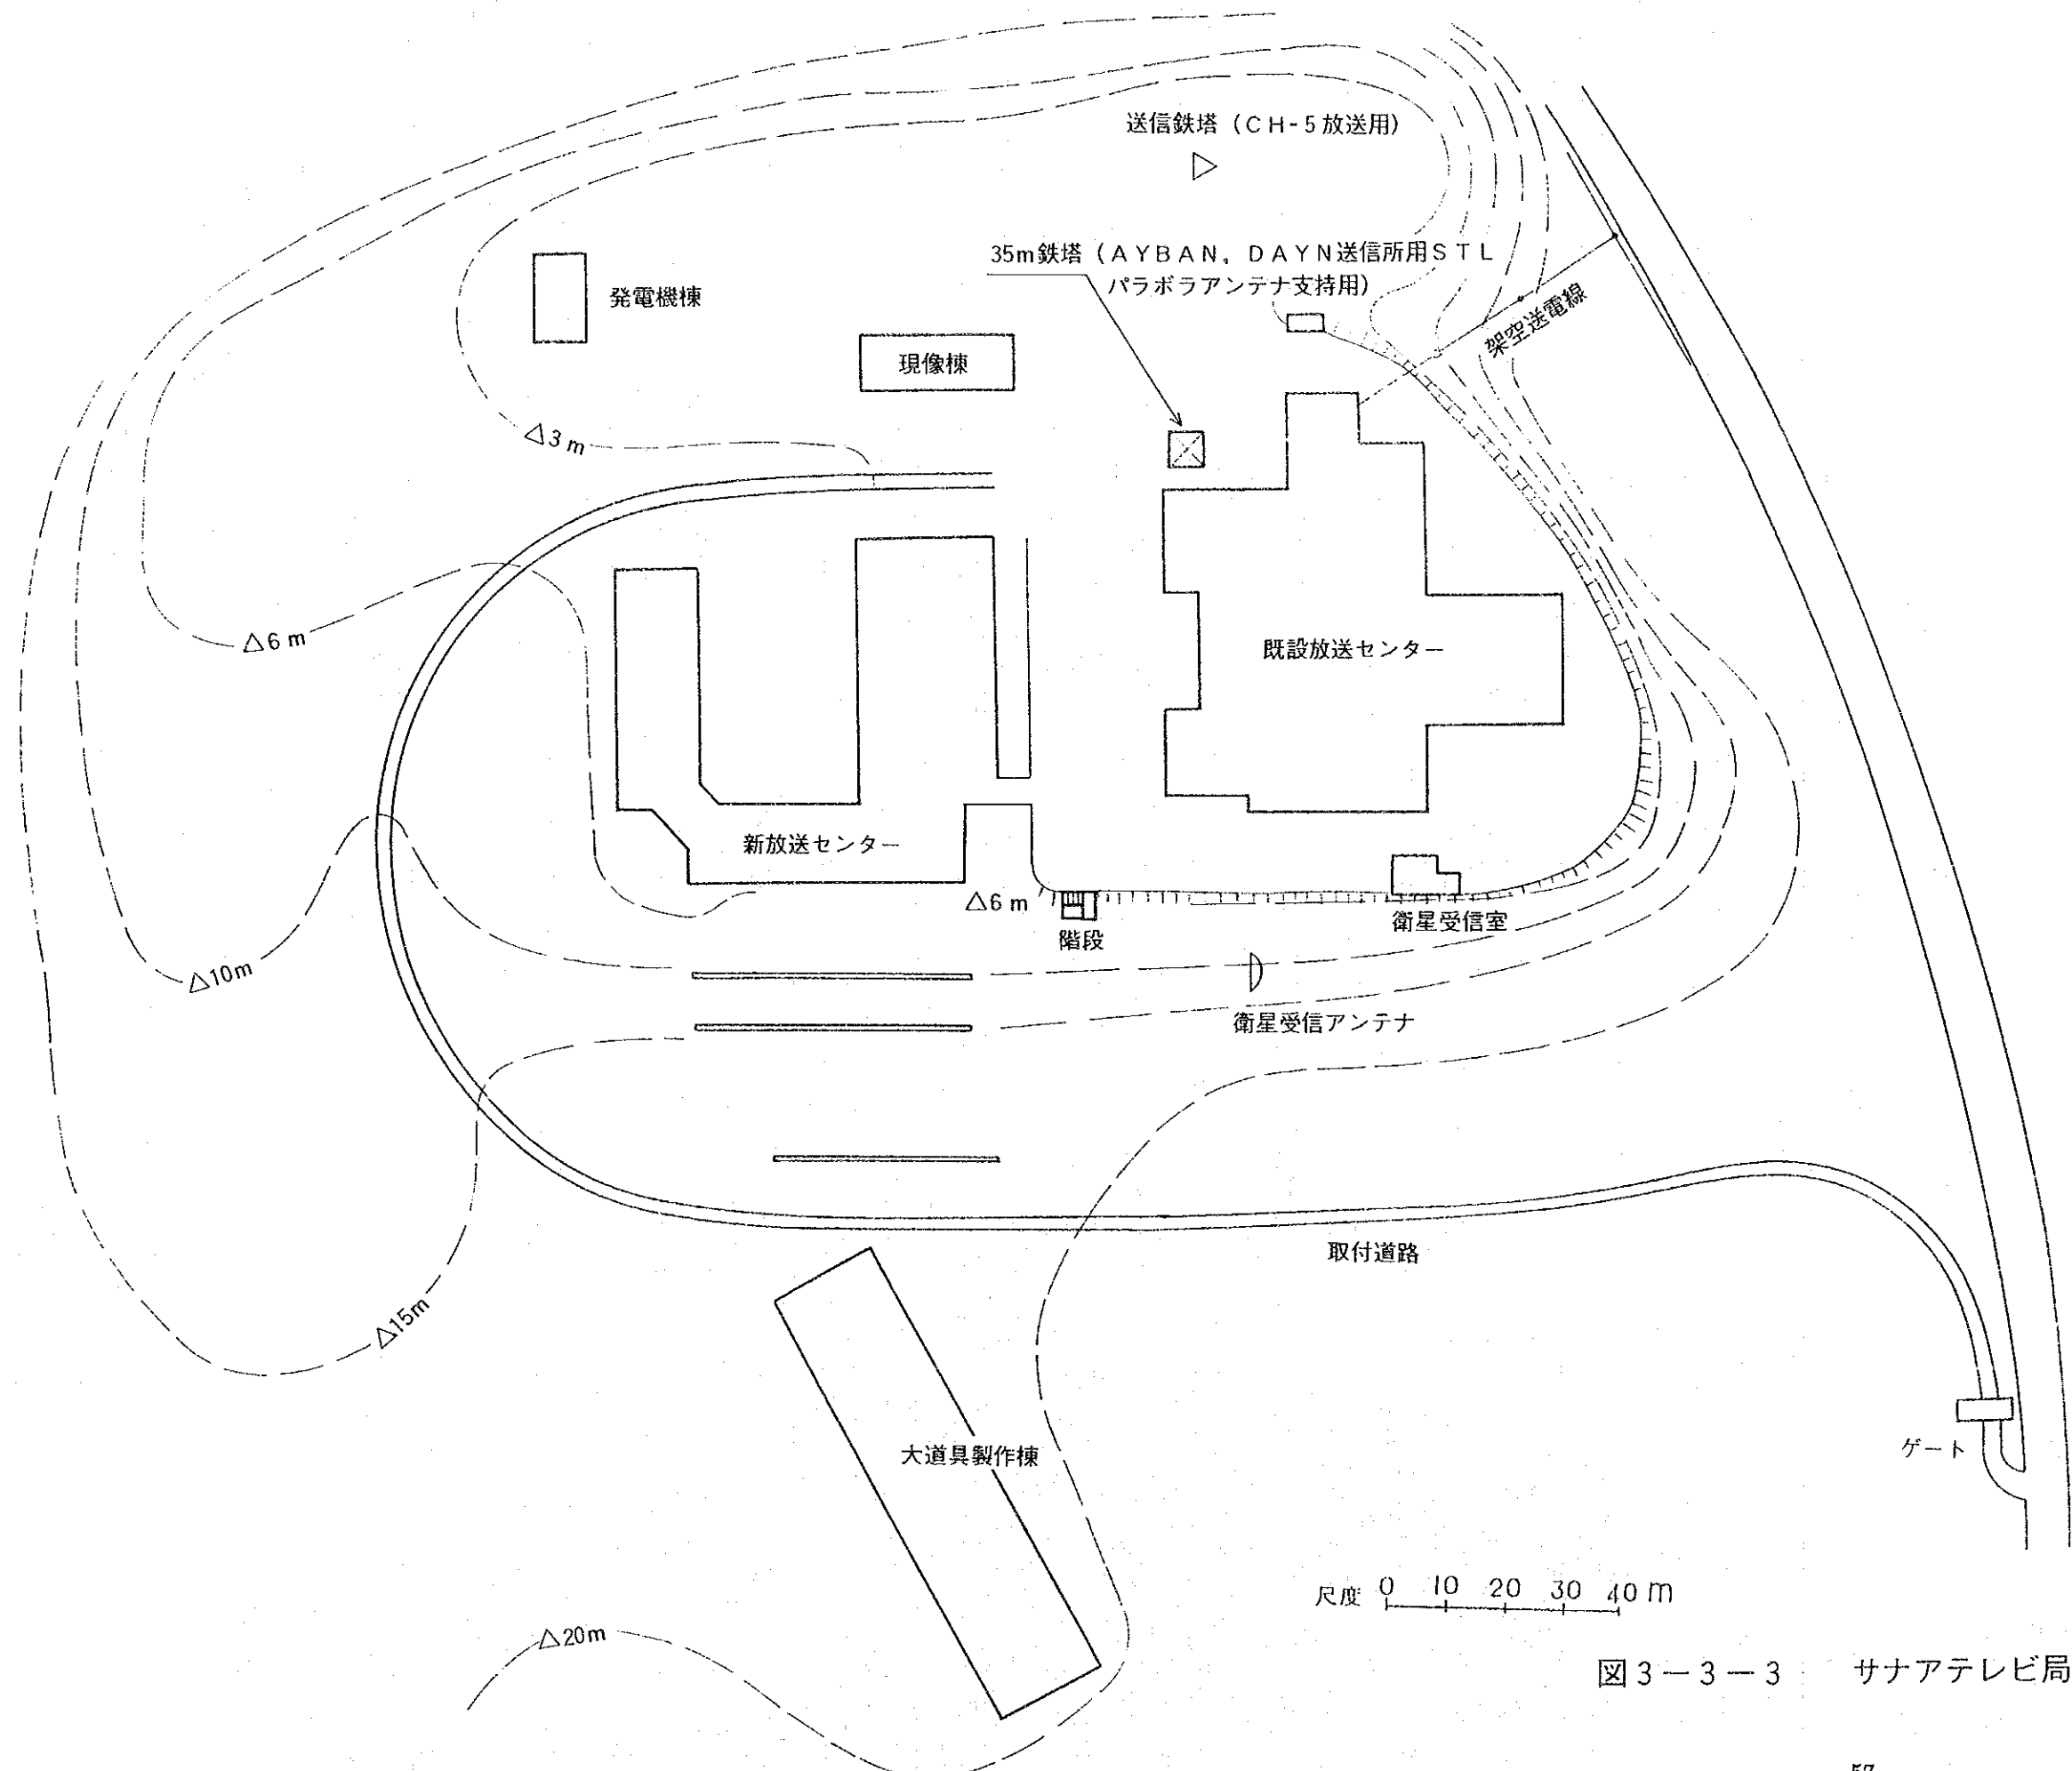 送信鉄塔（CH-5放送用）
35m鉄塔（AYBAN，DAYN送信所用STL
パラボラアンテナ支持用）
発電機棟
架空送電線
現像棟
△3m
△6m
既設放送センター
新放送センター
△6m
階段
衛星受信室
△10m
衛星受信アンテナ
取付道路
△15m
ゲート
大道具製作棟
尺度 0 10 20 30 40m
△20m
図3－3－3 サナアテレビ局
57